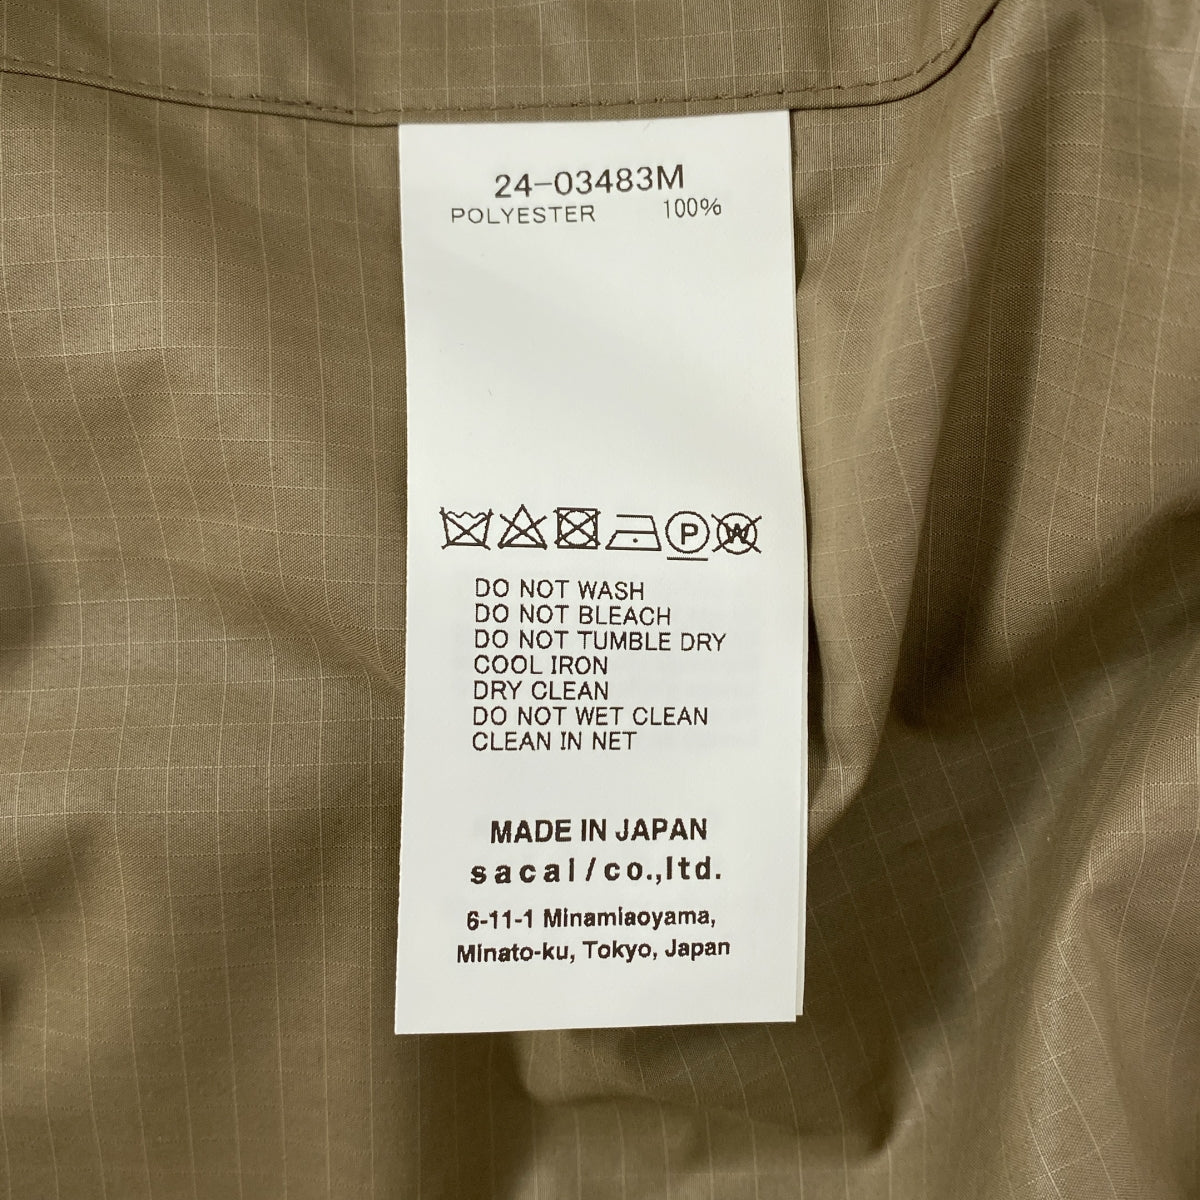 24-03483M
POLYESTER 100%
P W
DO NOT WASH
DO NOT BLEACH
DO NOT TUMBLE DRY
COOL IRON
DRY CLEAN
DO NOT WET CLEAN
CLEAN IN NET
MADE IN JAPAN
sacai/co.,ltd.
6-11-1 Minamiaoyama,
Minato-ku, Tokyo, Japan